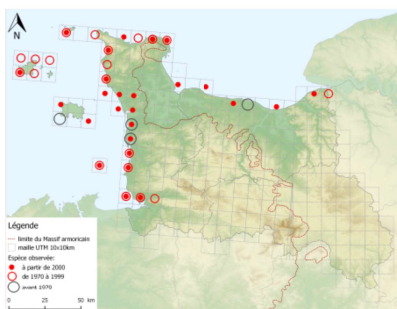 N
Légende
limite du Massif armoricain
maille UTM 10x10km
Espèce observée:
à partir de 2000
de 1970 à 1999
avant 1970
0 25 50 km